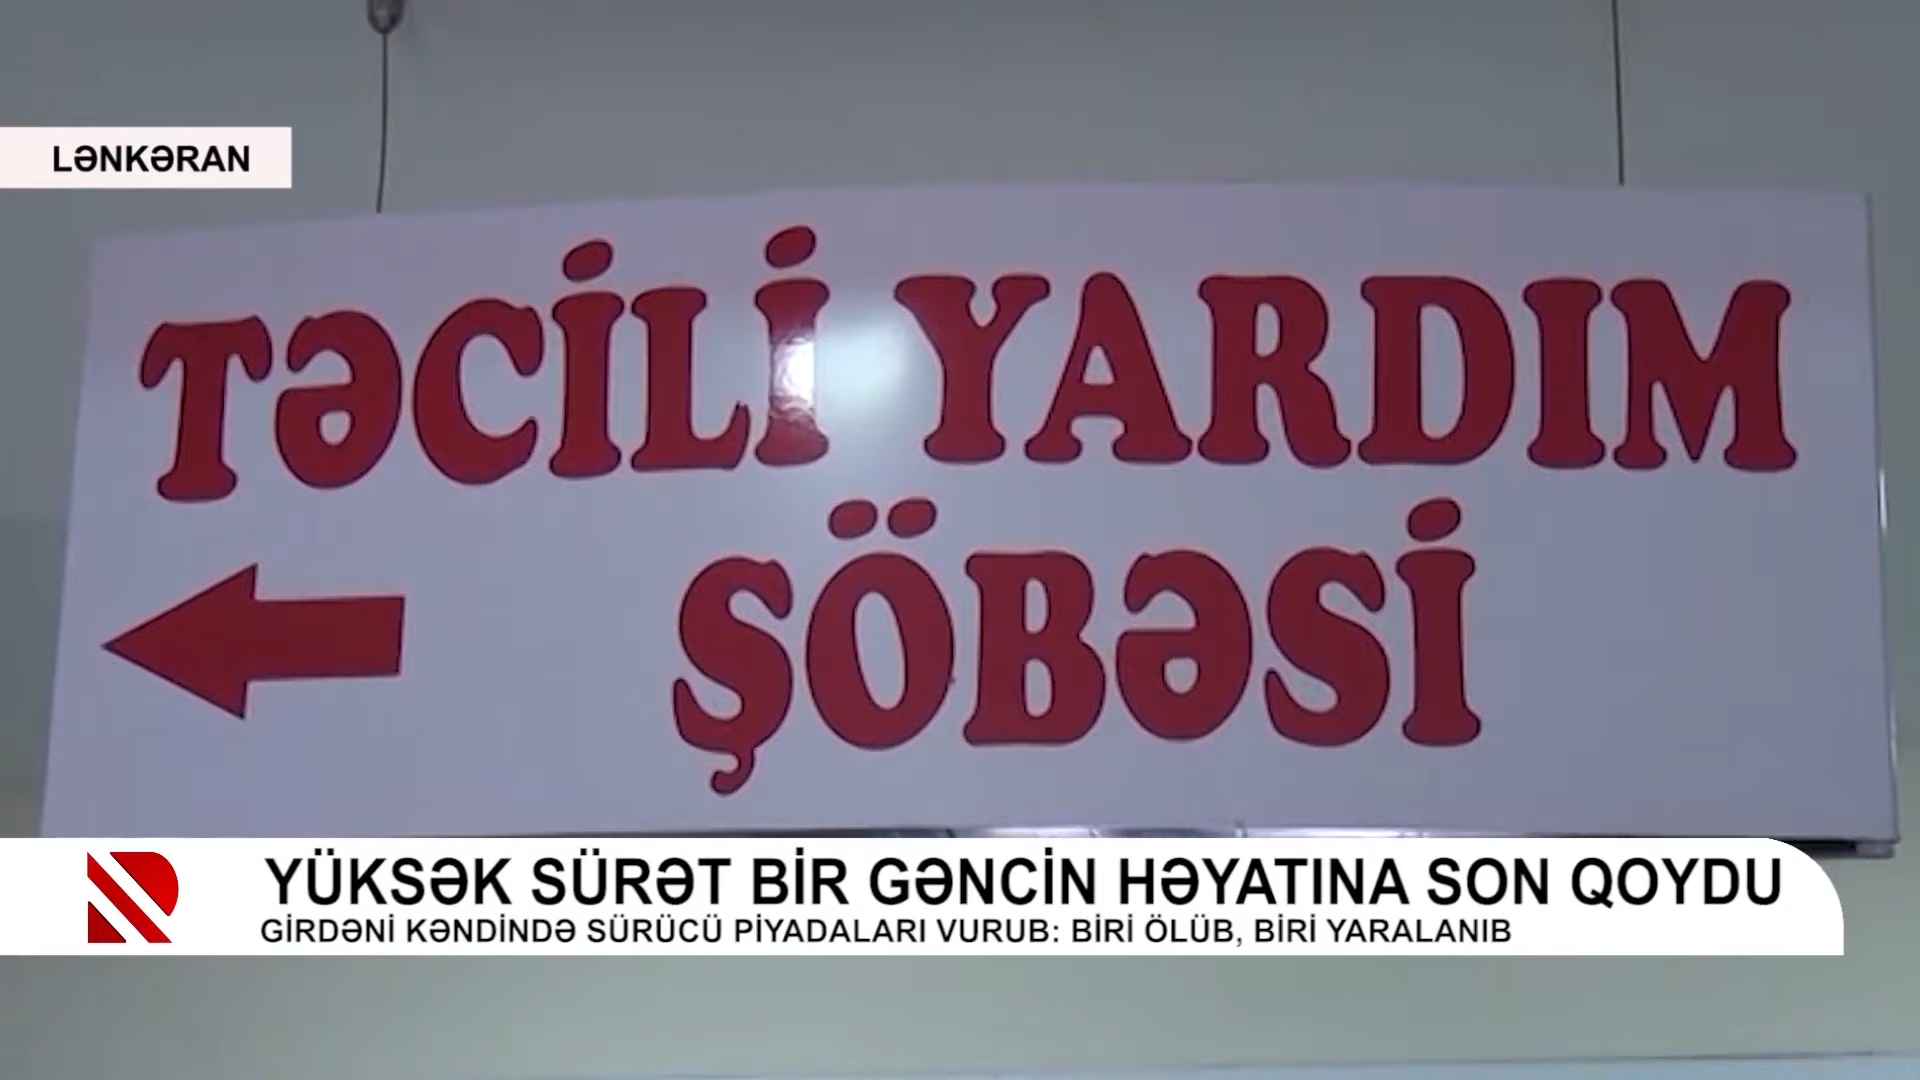 LƏNKƏRAN
TƏCİLİ YARDIM
ŞÖBƏSİ
YÜKSƏK SÜRƏT BİR GƏNCİN HƏYATINA SON QOYDU
GİRDƏNİ KƏNDİNDƏ SÜRÜCÜ PİYADALARI VURUB: BİRİ ÖLÜB, BİRİ YARALANIB